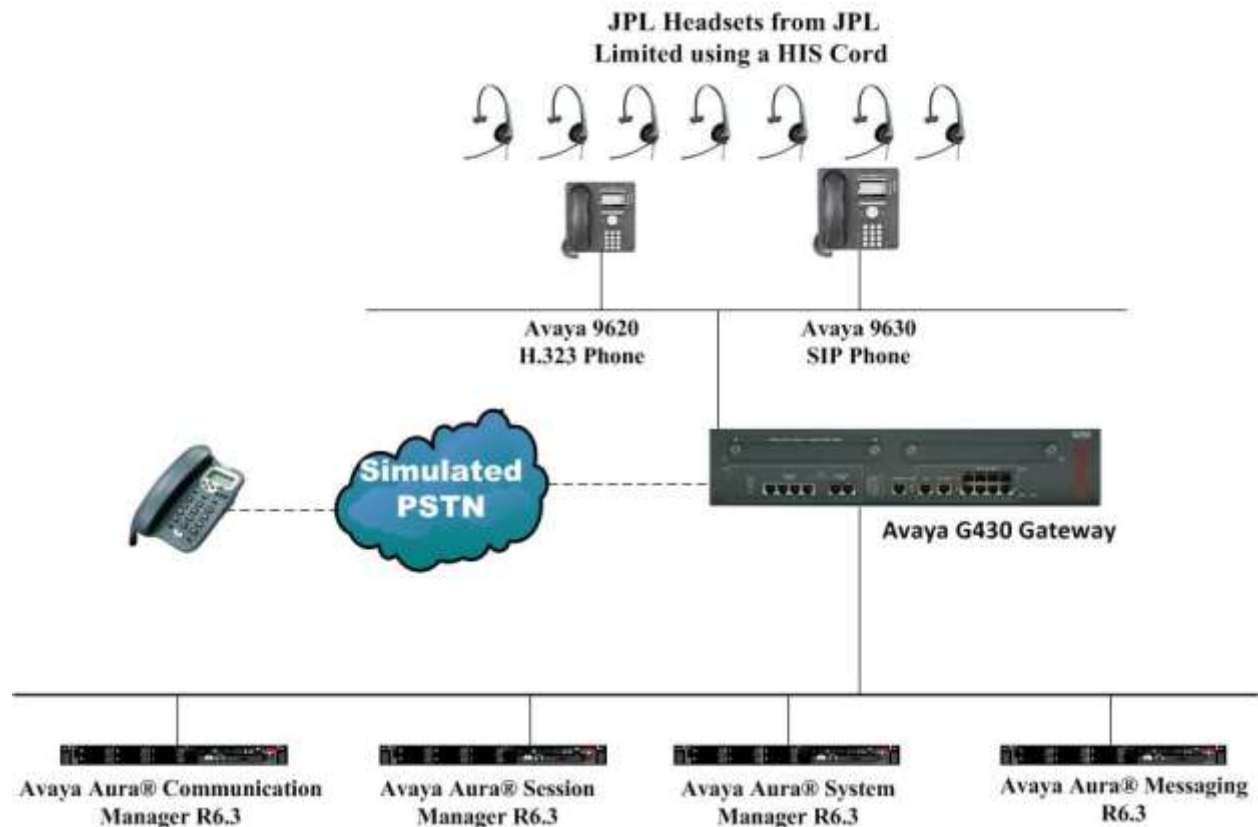 JPL Headsets from JPL
Limited using a HIS Cord
Avaya 9620
H.323 Phone
Avaya 9630
SIP Phone
Simulated
PSTN
Avaya G430 Gateway
Avaya Aura® Communication
Manager R6.3
Avaya Aura® Session
Manager R6.3
Avaya Aura® System
Manager R6.3
Avaya Aura® Messaging
R6.3